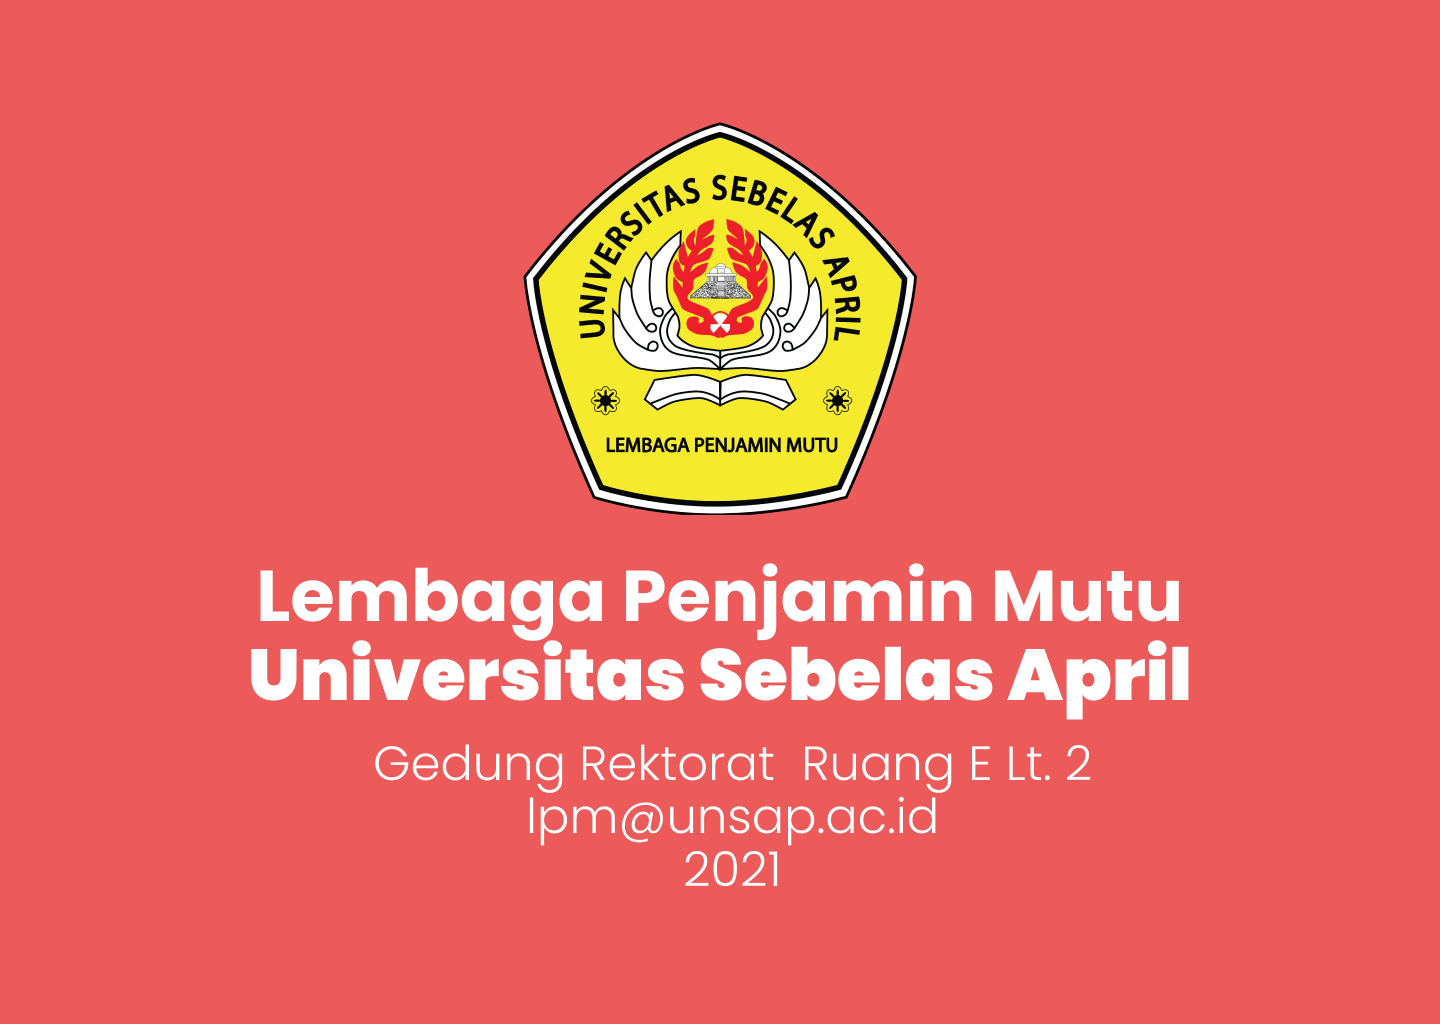 UNIVERSITAS SEBELAS APRIL
LEMBAGA PENJAMIN MUTU
Lembaga Penjamin Mutu
Universitas Sebelas April
Gedung Rektorat  Ruang E Lt. 2
lpm@unsap.ac.id
2021